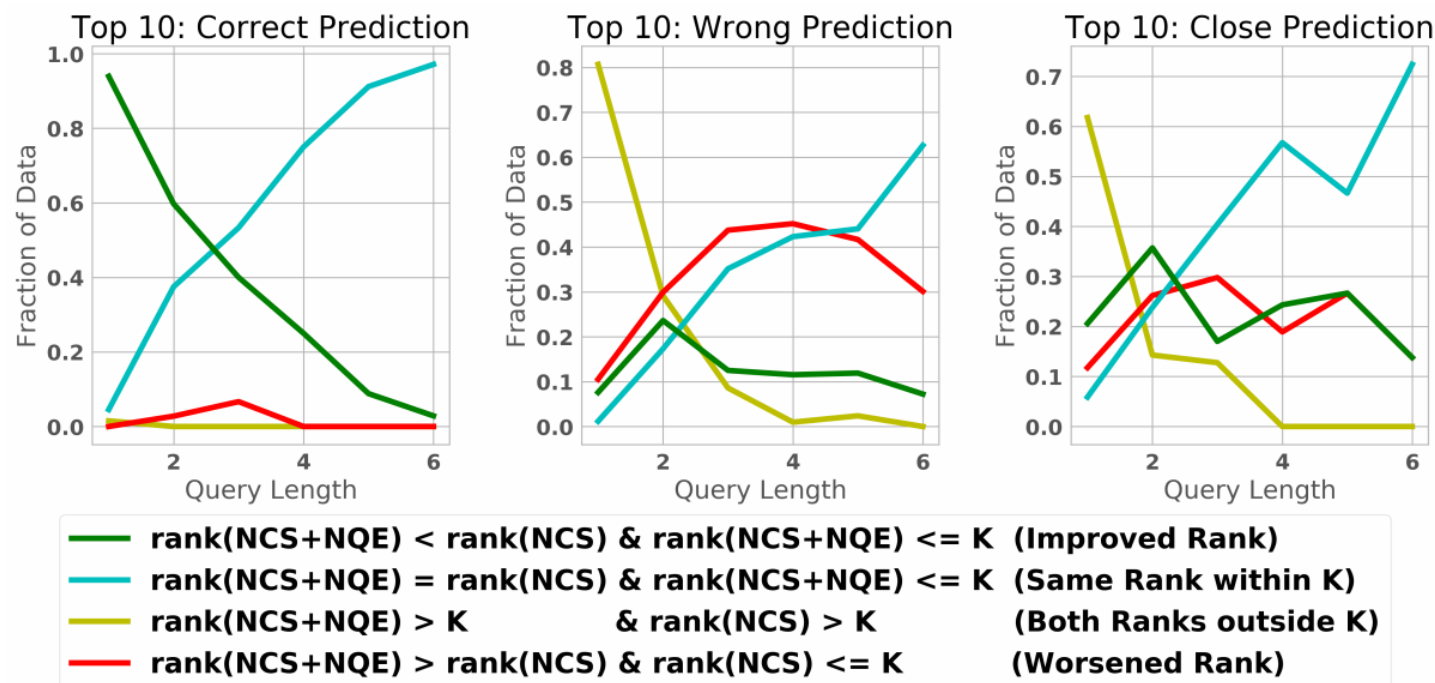 Top 10: Correct Prediction
1.0
0.8
0.6
0.4
0.2
0.0
Fraction of Data
2 4 6
Query Length
Top 10: Wrong Prediction
0.8
0.7
0.6
0.5
0.4
0.3
0.2
0.1
0.0
Fraction of Data
2 4 6
Query Length
Top 10: Close Prediction
0.7
0.6
0.5
0.4
0.3
0.2
0.1
0.0
Fraction of Data
2 4 6
Query Length
rank(NCS+NQE) < rank(NCS) & rank(NCS+NQE) <= K (Improved Rank)
rank(NCS+NQE) = rank(NCS) & rank(NCS+NQE) <= K (Same Rank within K)
rank(NCS+NQE) > K & rank(NCS) > K (Both Ranks outside K)
rank(NCS+NQE) > rank(NCS) & rank(NCS) <= K (Worsened Rank)